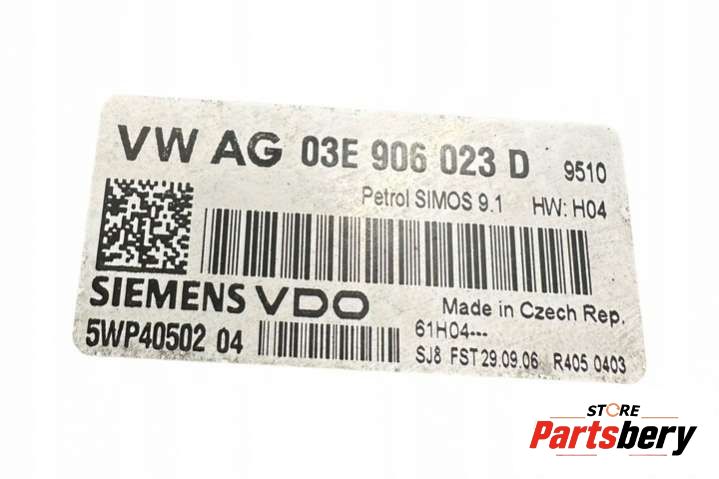 VW AG 03E 906 023 D 9510
Petrol SIMOS 9.1 HW: H04
SIEMENS VDO Made in Czech Rep.
5WP40502 04 61H04---
SJ8 FST 29.09.06 R405 0403
STORE
Partsbery